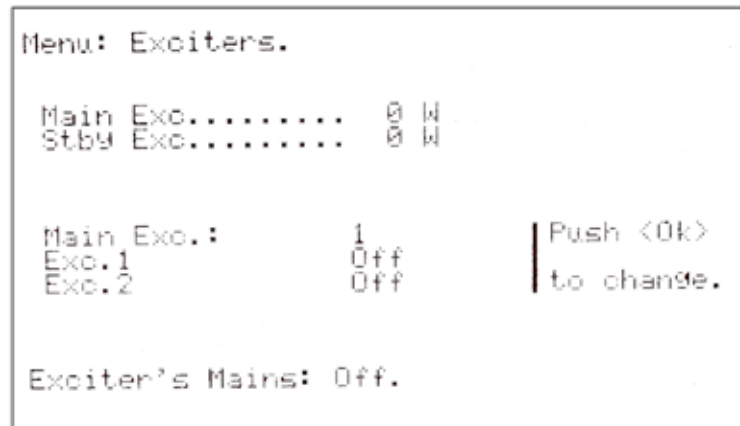 Menu: Exciters.
Main Exc......... 0 W
Stby Exc......... 0 W
Main Exc.: 1
Exc.1 Off
Exc.2 Off
Push <Ok>
to change.
Exciter's Mains: Off.